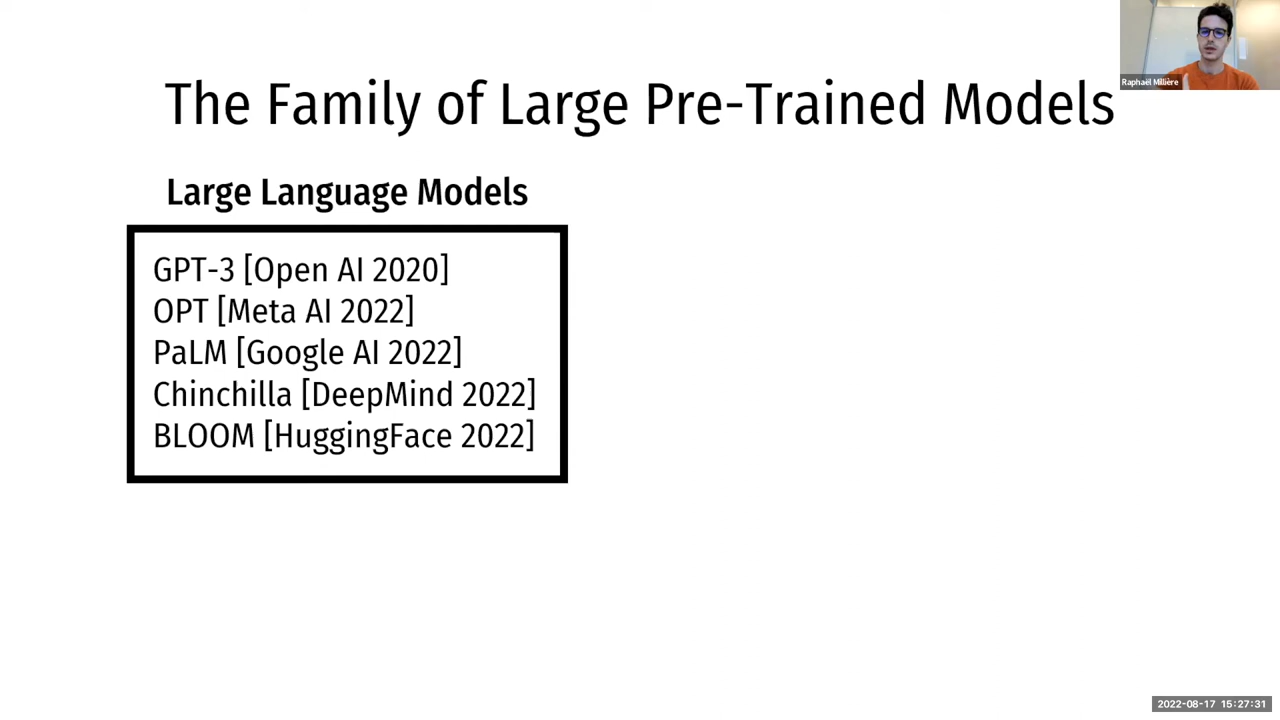 Raphaël Millière
The Family of Large Pre-Trained Models
Large Language Models
GPT-3 [Open AI 2020]
OPT [Meta AI 2022]
PaLM [Google AI 2022]
Chinchilla [DeepMind 2022]
BLOOM [HuggingFace 2022]
2022-08-17 15:27:31